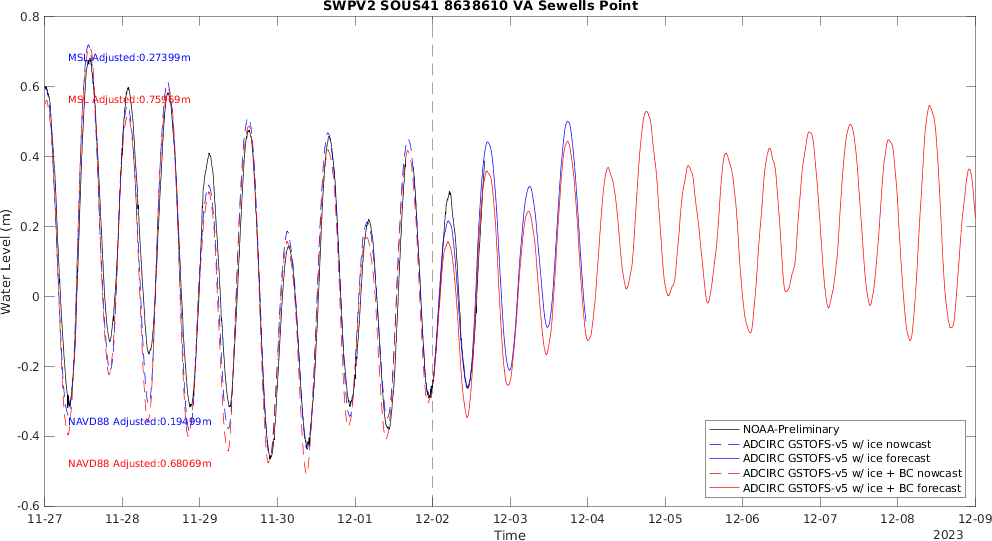 SWPV2 SOUS41 8638610 VA Sewells Point
0.8
0.6
0.4
0.2
0
-0.2
-0.4
-0.6
Water Level (m)
MSL Adjusted:0.27399m
MSL Adjusted:0.75969m
NAVD88 Adjusted:0.19499m
NAVD88 Adjusted:0.68069m
NOAA-Preliminary
ADCIRC GSTOFS-v5 w/ ice nowcast
ADCIRC GSTOFS-v5 w/ ice forecast
ADCIRC GSTOFS-v5 w/ ice + BC nowcast
ADCIRC GSTOFS-v5 w/ ice + BC forecast
11-27 11-28 11-29 11-30 12-01 12-02 12-03 12-04 12-05 12-06 12-07 12-08 12-09
Time
2023